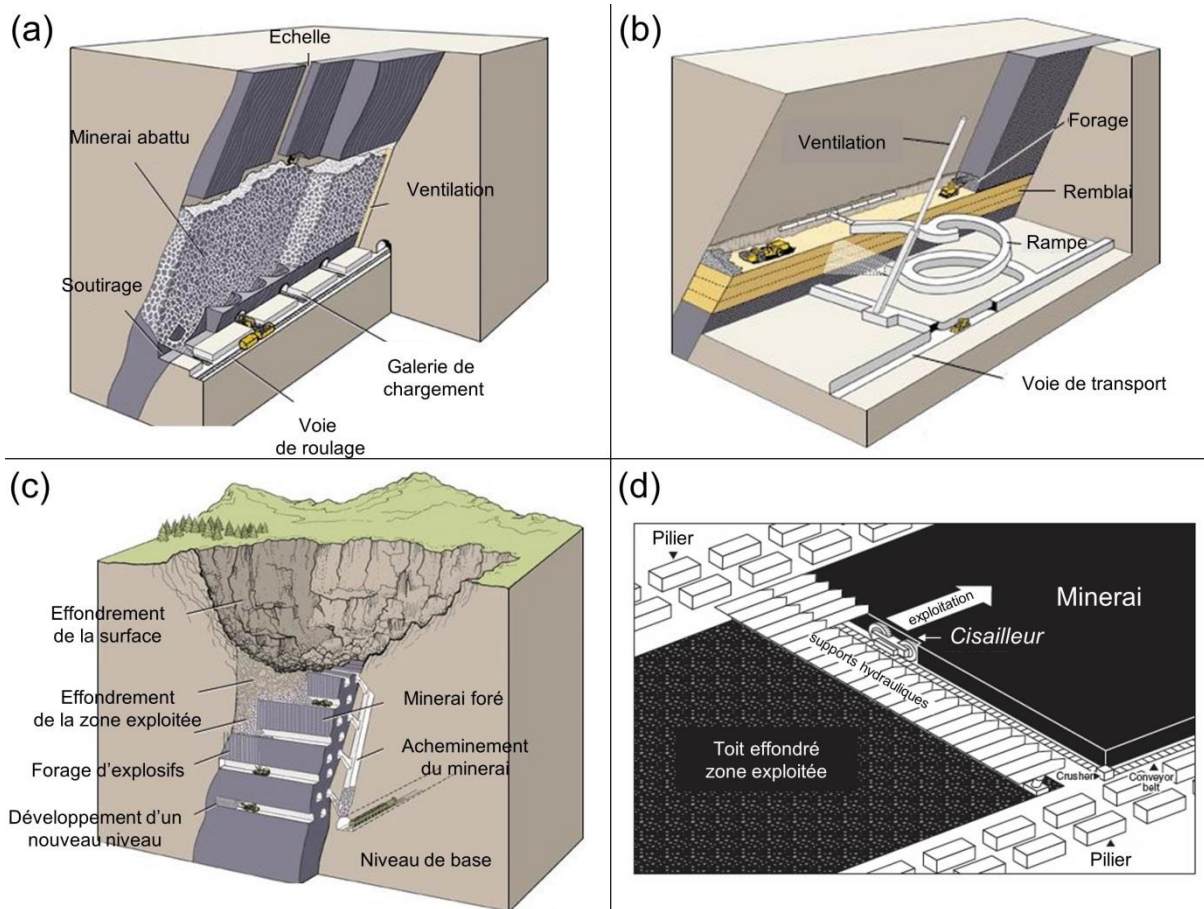 (a)
Echelle
Minerai abattu
Ventilation
Soutirage
Galerie de
chargement
Voie
de roulage
(b)
Ventilation
Forage
Remblai
Rampe
Voie de transport
(c)
Effondrement
de la surface
Effondrement
de la zone exploitée
Minerai foré
Forage d'explosifs
Acheminement
du minerai
Développement d'un
nouveau niveau
Niveau de base
(d)
Pilier
exploitation
Minerai
Cisailleur
supports hydrauliques
Toit effondré
zone exploitée
Crusher
Conveyor
belt
Pilier